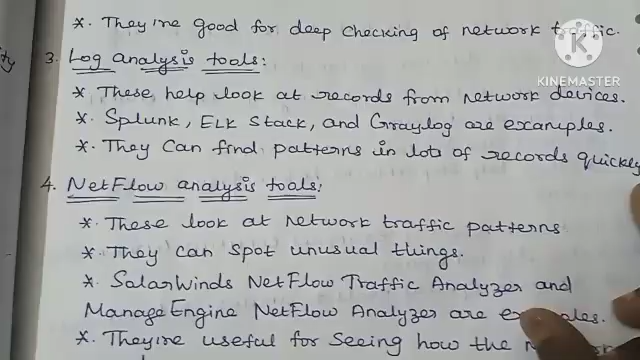 * They're good for deep checking of network traffic.
3. Log analysis tools:
* These help look at records from network devices.
* Splunk, ELK Stack, and Graylog are examples.
* They can find patterns in lots of records quickly
4. NetFlow analysis tools:
* These look at network traffic patterns
* They can spot unusual things.
* SolarWinds NetFlow Traffic Analyzer and
ManageEngine NetFlow Analyzer are examples.
* They're useful for seeing how the
KINEMASTER